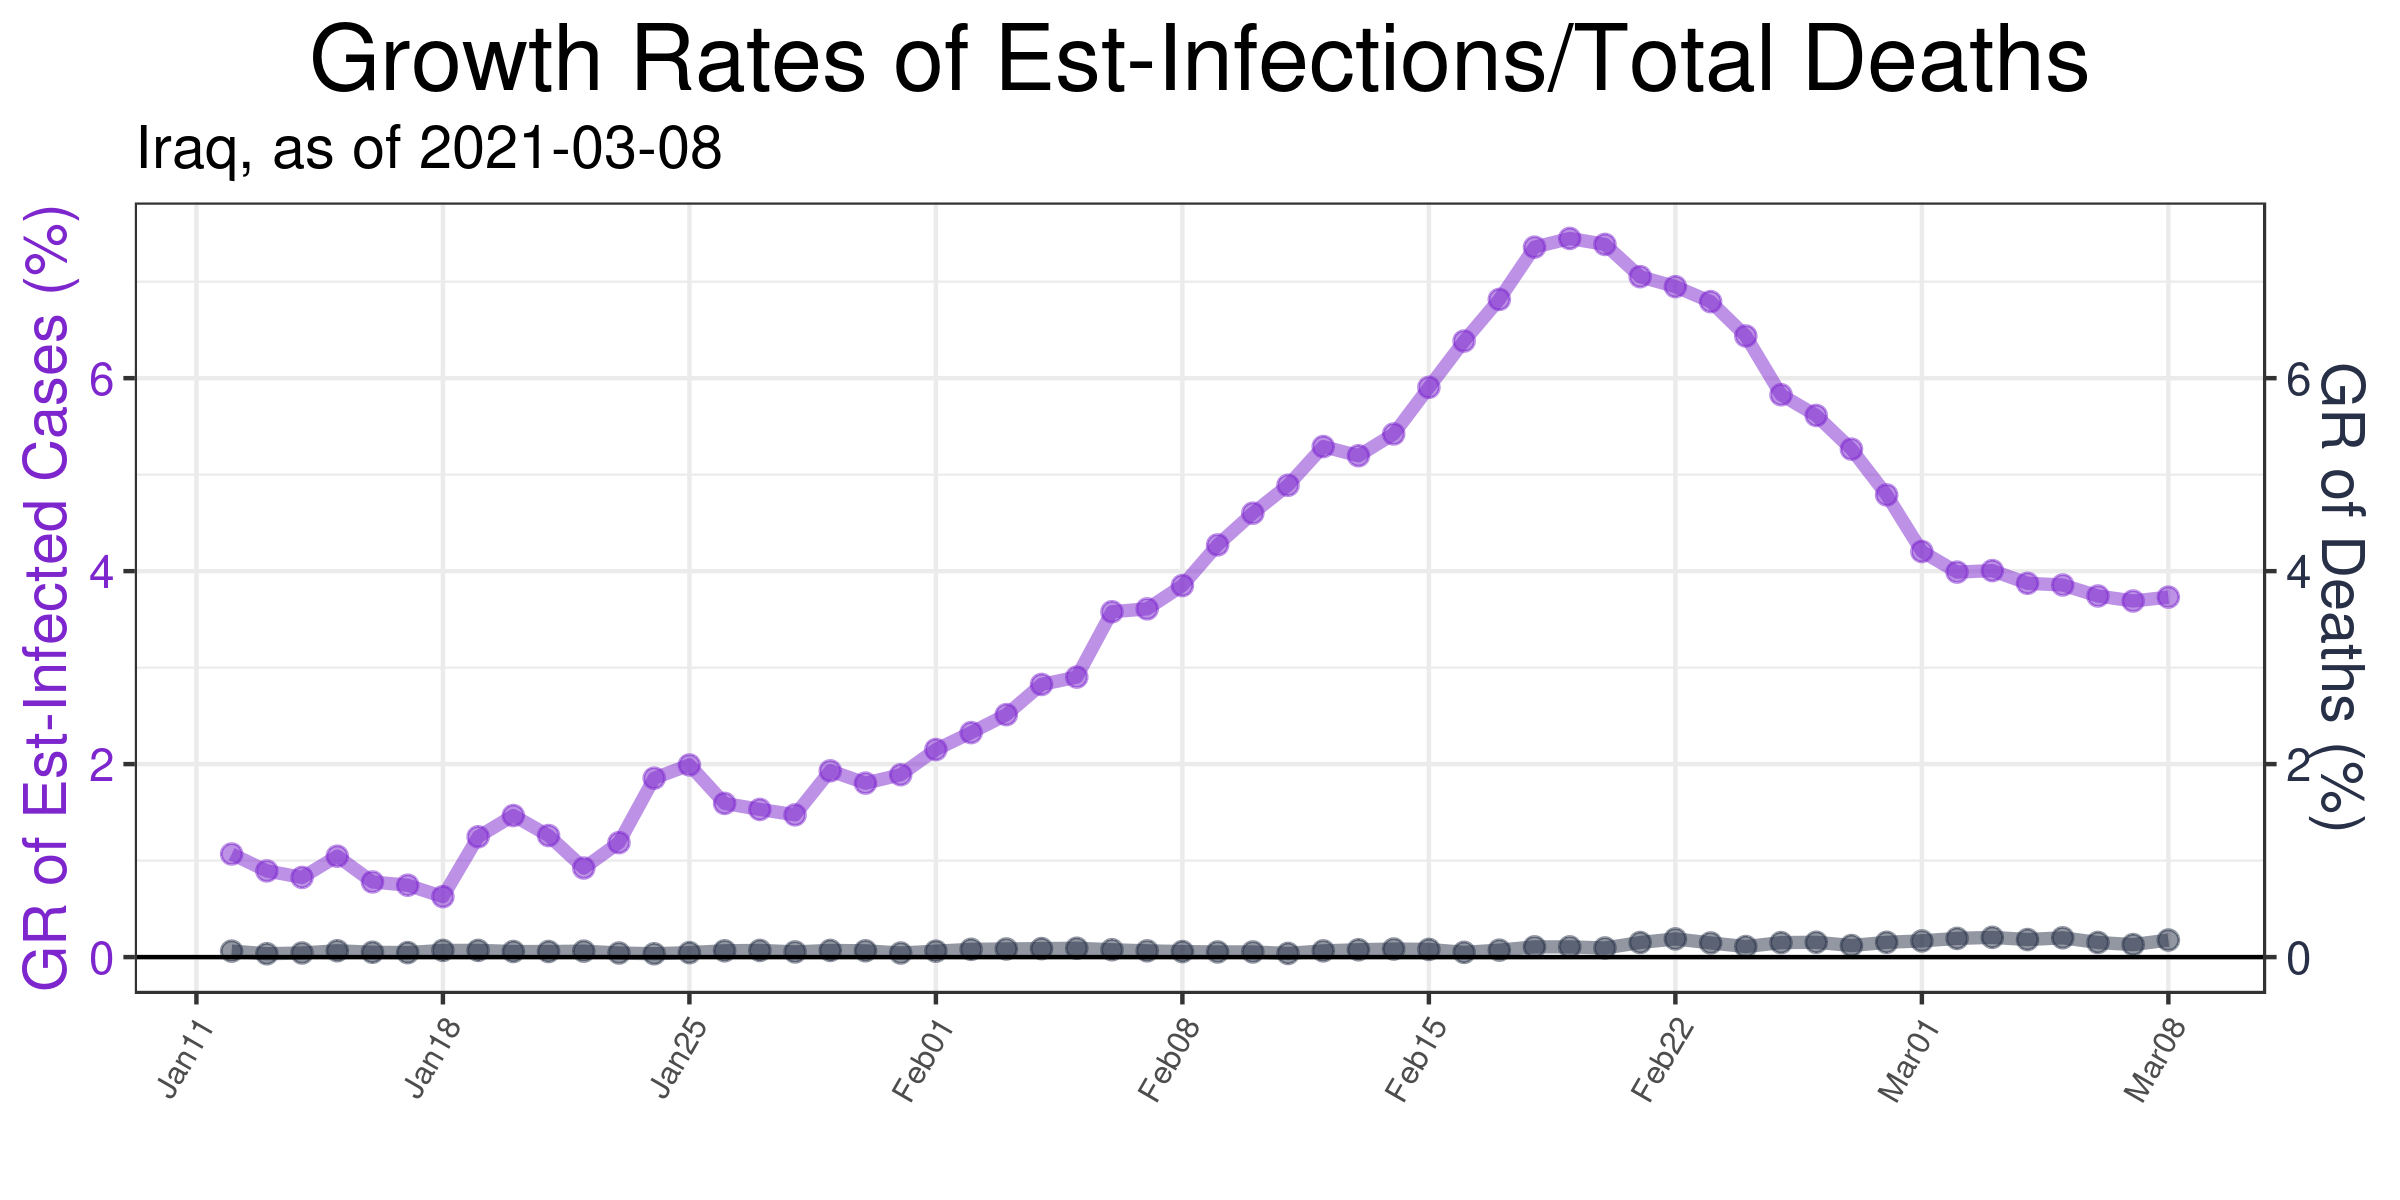 Growth Rates of Est-Infections/Total Deaths
Iraq, as of 2021-03-08
GR of Est-Infected Cases (%)
6
4
2
0
6
4
2
0
GR of Deaths (%)
Jan11
Jan18
Jan25
Feb01
Feb08
Feb15
Feb22
Mar01
Mar08